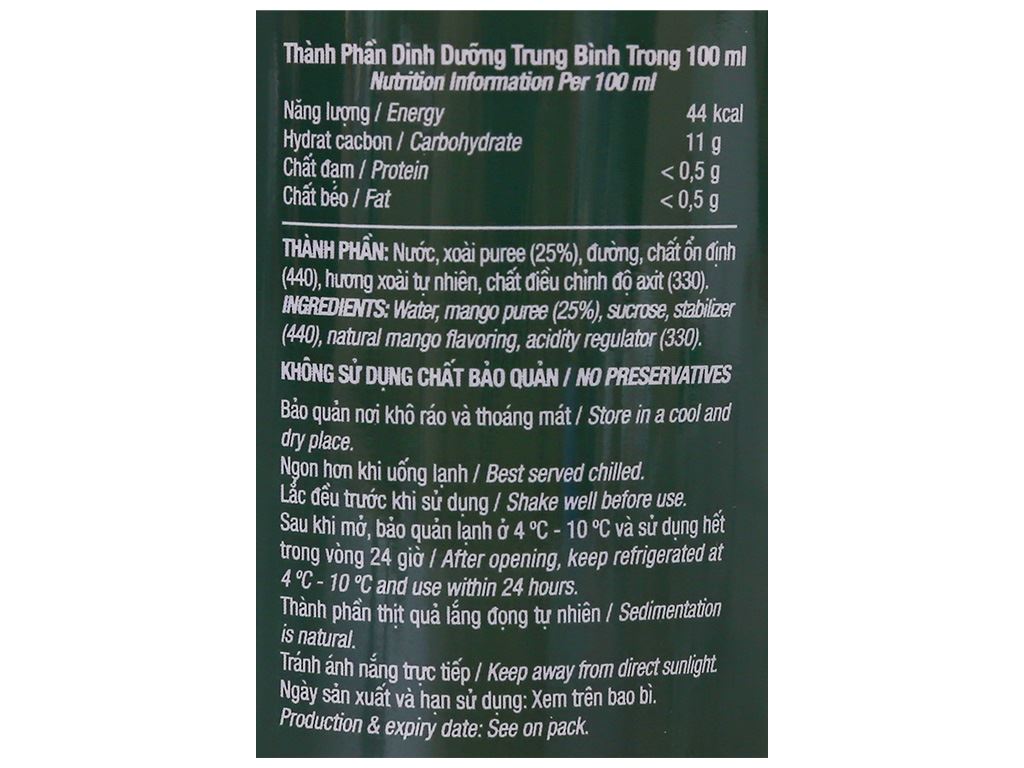 Thành Phần Dinh Dưỡng Trung Bình Trong 100 ml
Nutrition Information Per 100 ml
Năng lượng / Energy 44 kcal
Hydrat cacbon / Carbohydrate 11 g
Chất đạm / Protein < 0,5 g
Chất béo / Fat < 0,5 g
THÀNH PHẦN: Nước, xoài puree (25%), đường, chất ổn định
(440), hương xoài tự nhiên, chất điều chỉnh độ axit (330).
INGREDIENTS: Water, mango puree (25%), sucrose, stabilizer
(440), natural mango flavoring, acidity regulator (330).
KHÔNG SỬ DỤNG CHẤT BẢO QUẢN / NO PRESERVATIVES
Bảo quản nơi khô ráo và thoáng mát / Store in a cool and
dry place.
Ngon hơn khi uống lạnh / Best served chilled.
Lắc đều trước khi sử dụng / Shake well before use.
Sau khi mở, bảo quản lạnh ở 4 ºC - 10 ºC và sử dụng hết
trong vòng 24 giờ / After opening, keep refrigerated at
4 ºC - 10 ºC and use within 24 hours.
Thành phần thịt quả lắng đọng tự nhiên / Sedimentation
is natural.
Tránh ánh nắng trực tiếp / Keep away from direct sunlight.
Ngày sản xuất và hạn sử dụng: Xem trên bao bì.
Production & expiry date: See on pack.